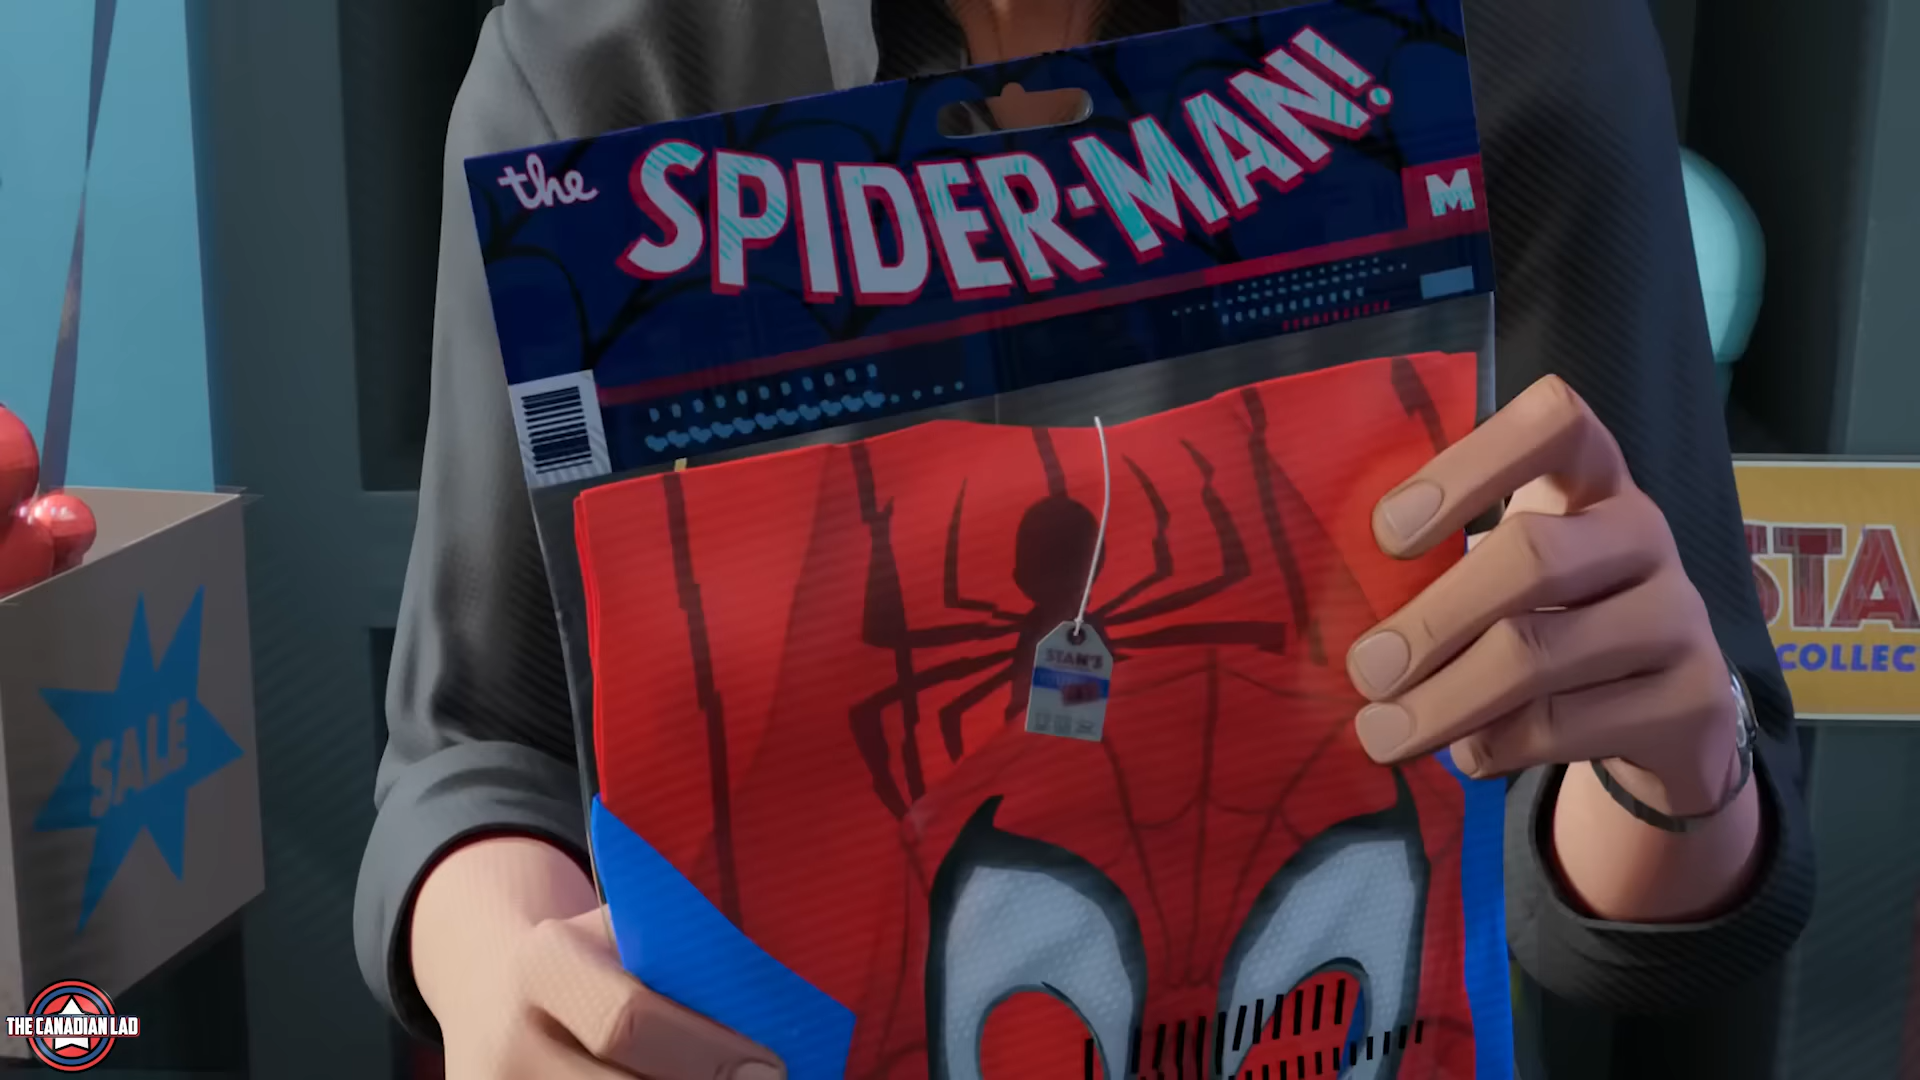 the SPIDER-MAN!
M
STAN'S
SALE
STA
COLLEC
THE CANADIAN LAD